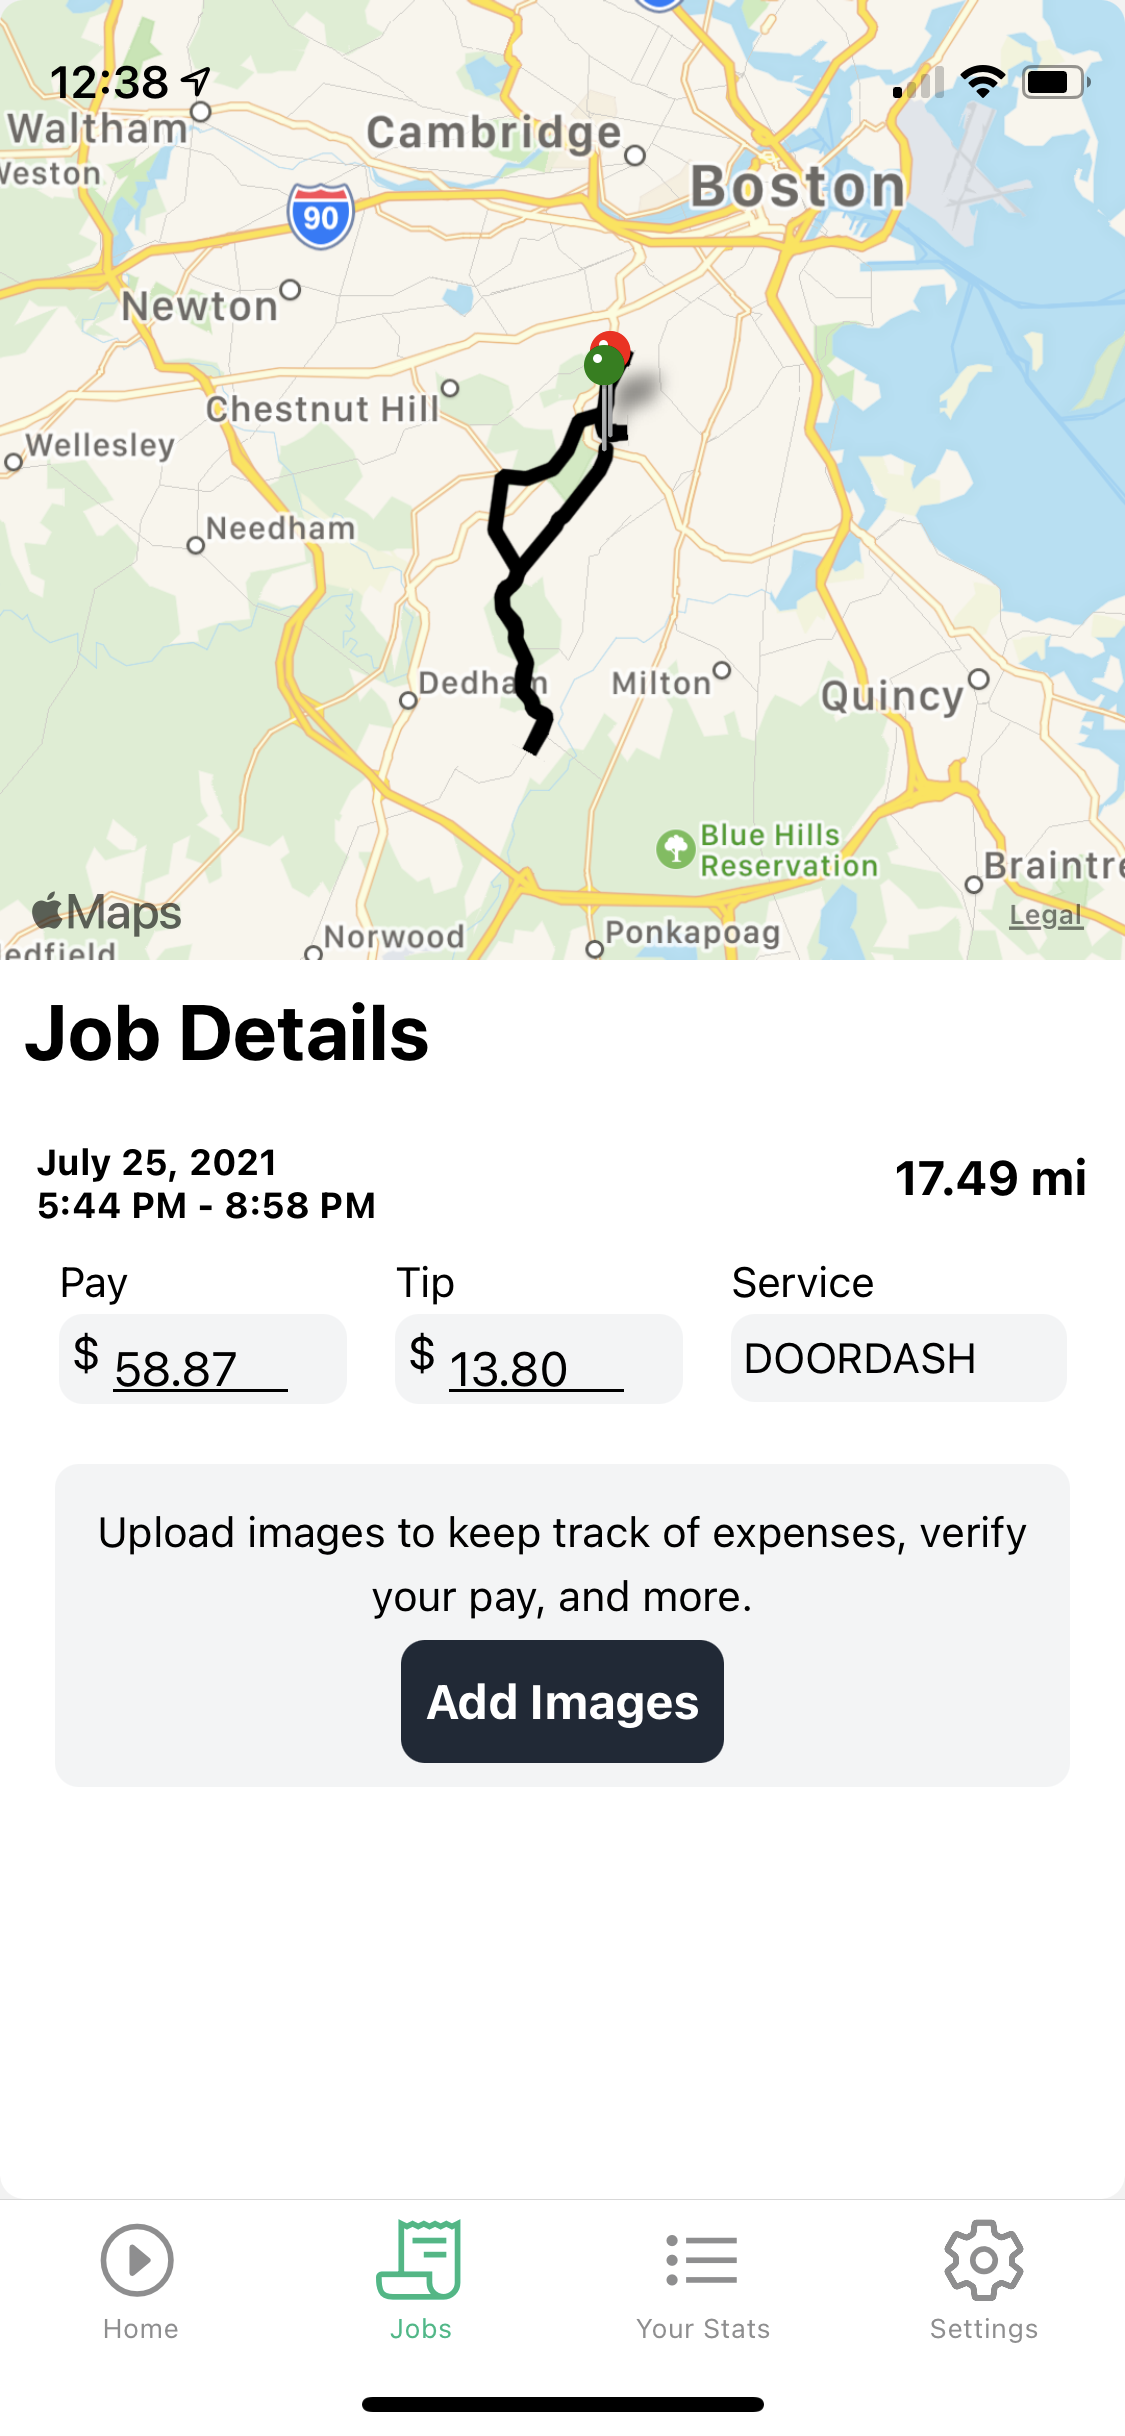 12:38
Waltham
Weston
Cambridge
Boston
90
Newton
Chestnut Hill
Wellesley
Needham
Dedham
Milton
Quincy
Blue Hills
Reservation
Braintre
Maps
Legal
Norwood
Ponkapoag
edfield
Job Details
July 25, 2021
5:44 PM - 8:58 PM
17.49 mi
Pay
Tip
Service
$ 58.87
$ 13.80
DOORDASH
Upload images to keep track of expenses, verify
your pay, and more.
Add Images
Home
Jobs
Your Stats
Settings